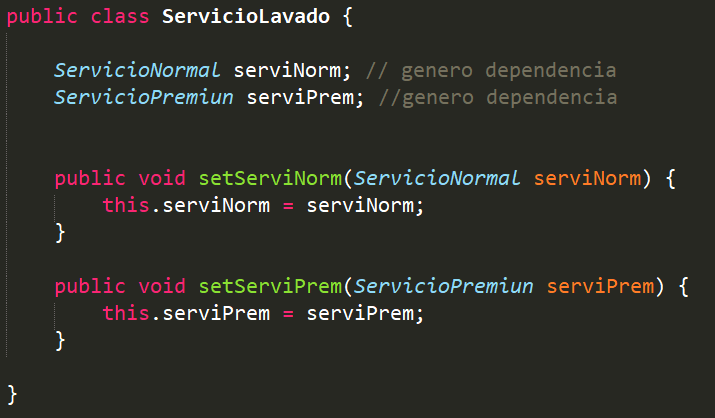 public class ServicioLavado {
ServicioNormal serviNorm; // genero dependencia
ServicioPremiun serviPrem; //genero dependencia
public void setServiNorm(ServicioNormal serviNorm) {
this.serviNorm = serviNorm;
}
public void setServiPrem(ServicioPremiun serviPrem) {
this.serviPrem = serviPrem;
}
}